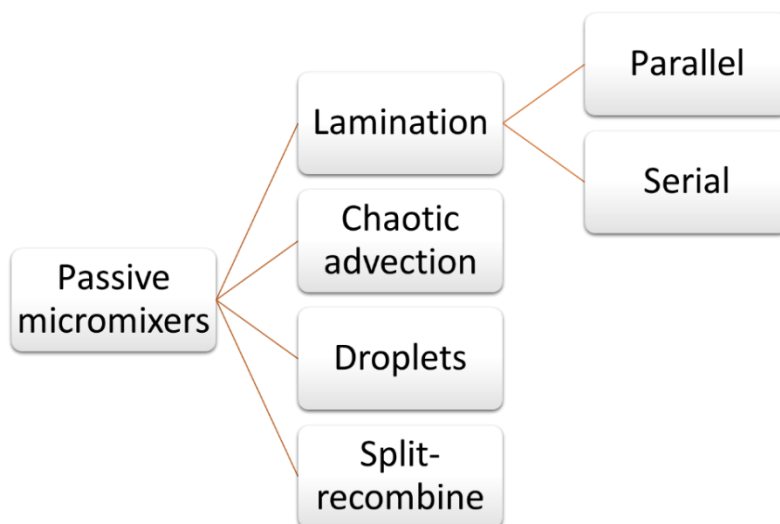 Passive
micromixers
Lamination
Parallel
Serial
Chaotic
advection
Droplets
Split-
recombine